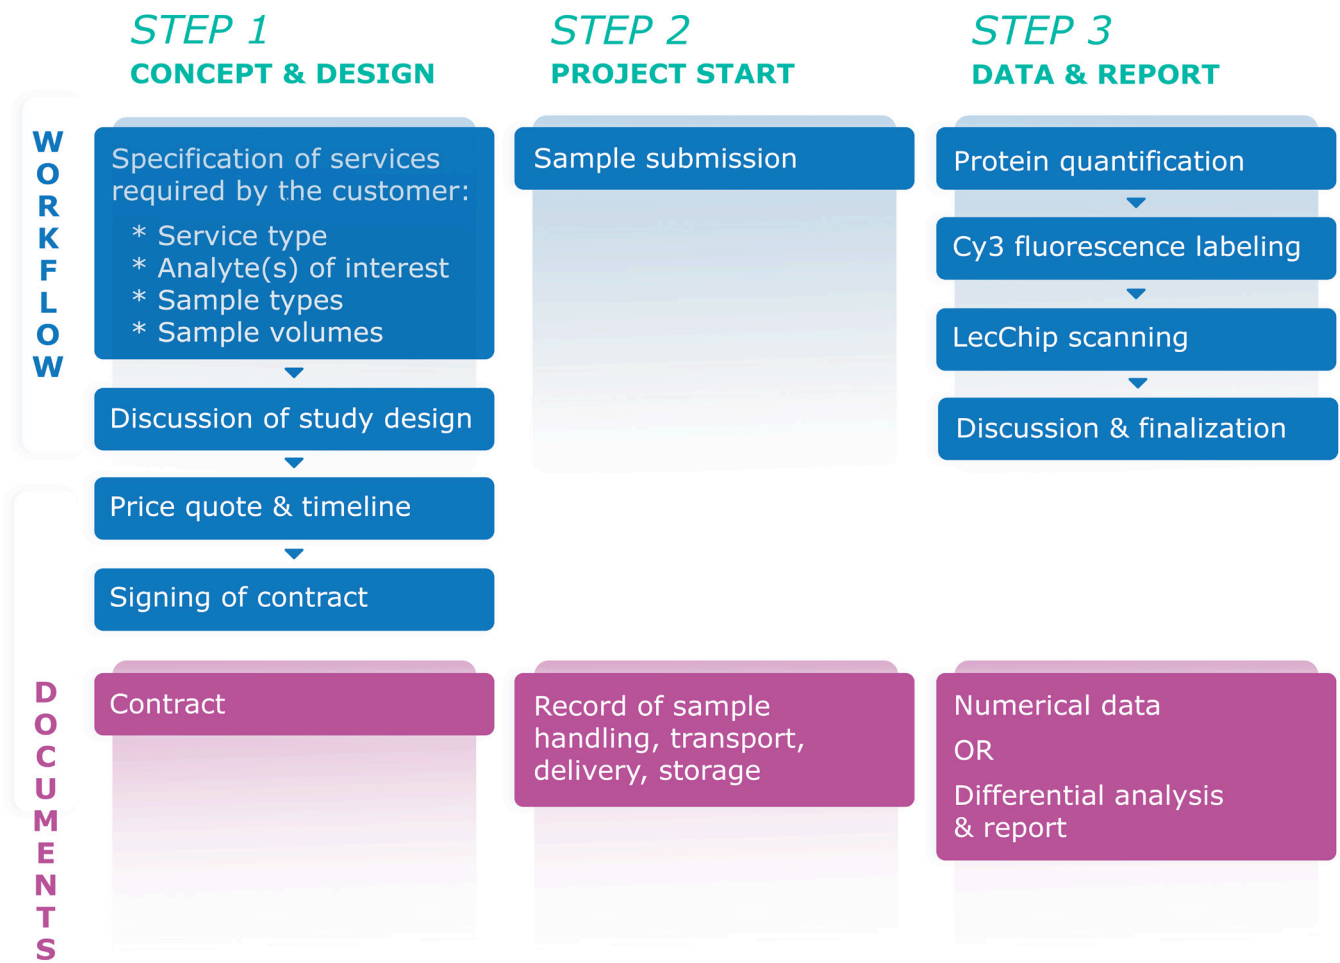 STEP 1
CONCEPT & DESIGN
STEP 2
PROJECT START
STEP 3
DATA & REPORT
WORKFLOW
Specification of services
required by the customer:
* Service type
* Analyte(s) of interest
* Sample types
* Sample volumes
Discussion of study design
Price quote & timeline
Signing of contract
Sample submission
Protein quantification
Cy3 fluorescence labeling
LecChip scanning
Discussion & finalization
DOCUMENTS
Contract
Record of sample
handling, transport,
delivery, storage
Numerical data
OR
Differential analysis
& report